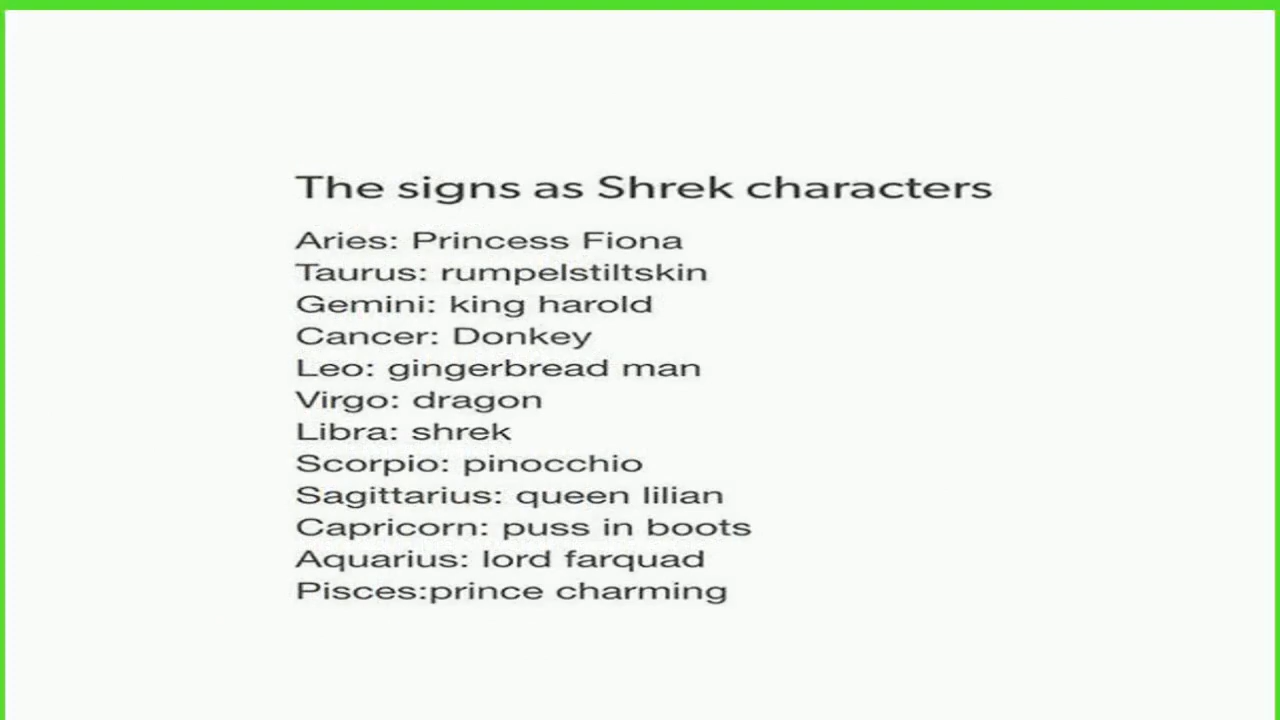 The signs as Shrek characters
Aries: Princess Fiona
Taurus: rumpelstiltskin
Gemini: king harold
Cancer: Donkey
Leo: gingerbread man
Virgo: dragon
Libra: shrek
Scorpio: pinocchio
Sagittarius: queen lilian
Capricorn: puss in boots
Aquarius: lord farquad
Pisces:prince charming